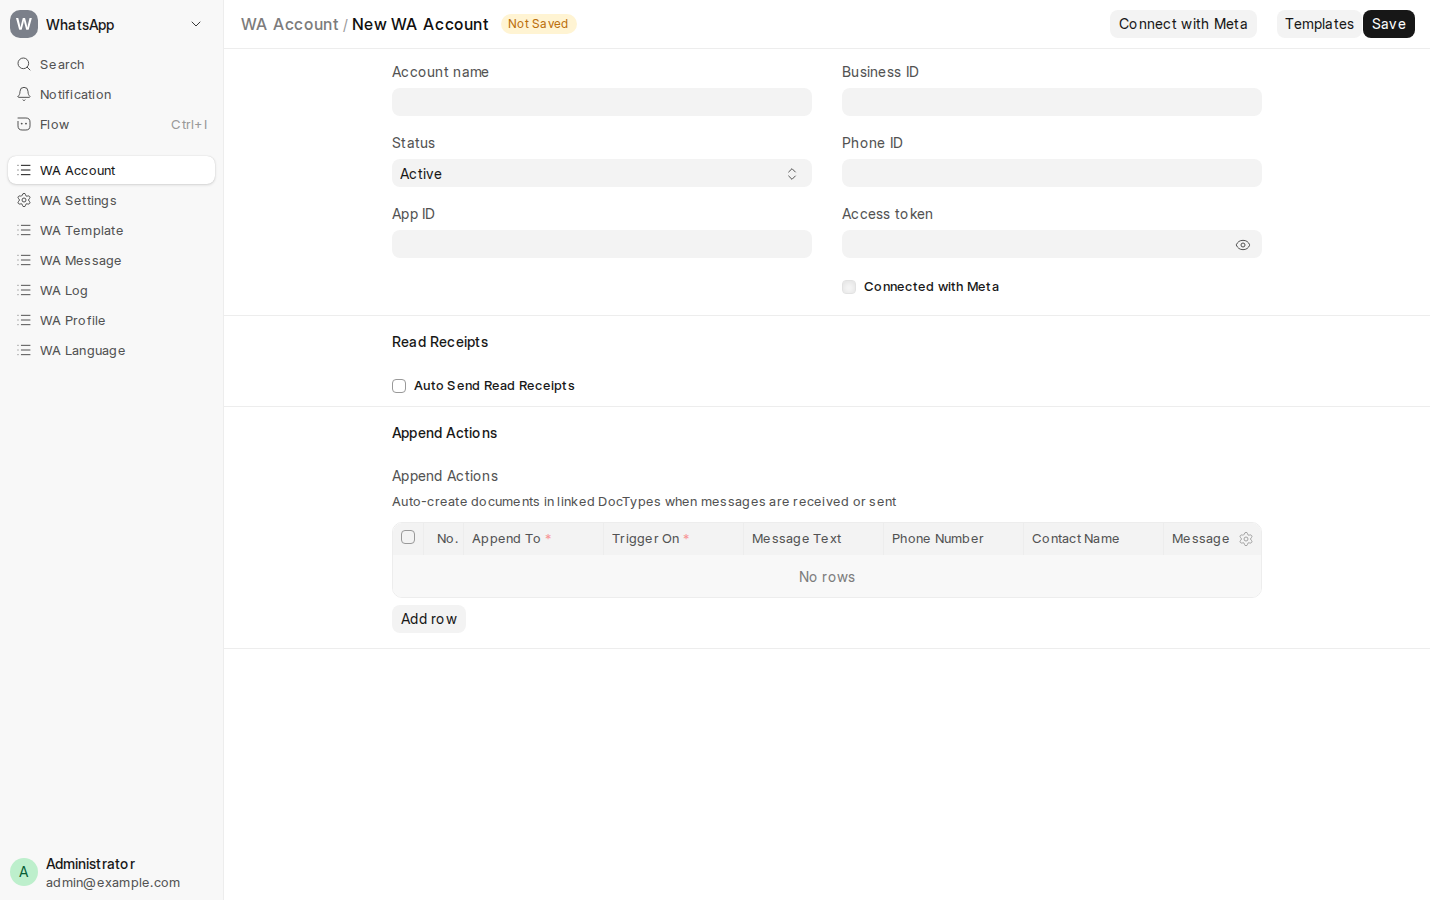 W WhatsApp
Search
Notification
Flow Ctrl+I
WA Account
WA Settings
WA Template
WA Message
WA Log
WA Profile
WA Language
A Administrator
admin@example.com
WA Account / New WA Account Not Saved
Connect with Meta Templates Save
Account name
Business ID
Status
Active
Phone ID
App ID
Access token
Connected with Meta
Read Receipts
Auto Send Read Receipts
Append Actions
Append Actions
Auto-create documents in linked DocTypes when messages are received or sent
No. Append To * Trigger On * Message Text Phone Number Contact Name Message
No rows
Add row